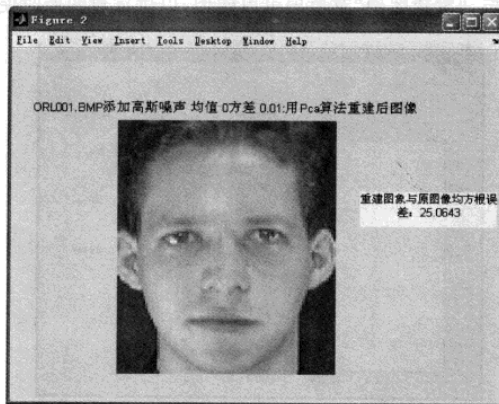 Figure 2
File Edit View Insert Tools Desktop Window Help
ORL001.BMP添加高斯噪声 均值 0方差 0.01:用Pca算法重建后图像
重建图象与原图像均方根误
差：25.0643